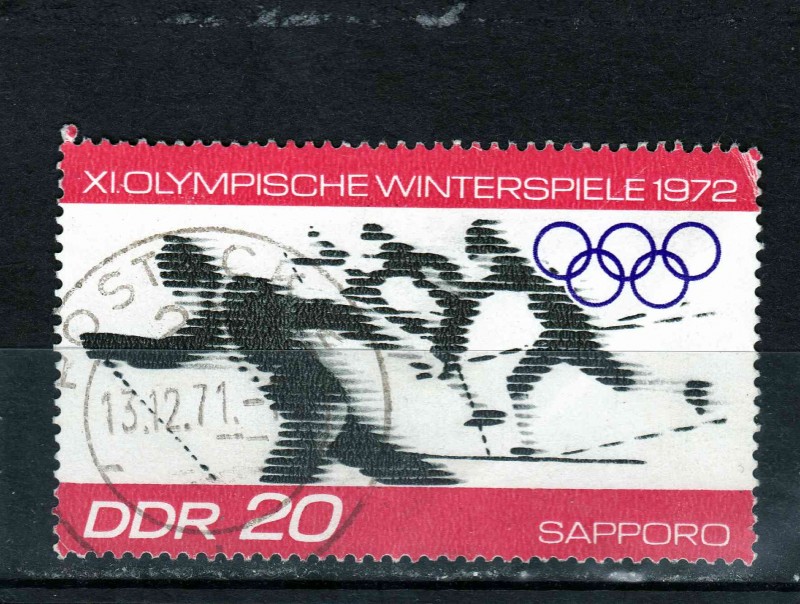 XI.OLYMPISCHE WINTERSPIELE 1972
13.12.71.-
DDR 20
SAPPORO